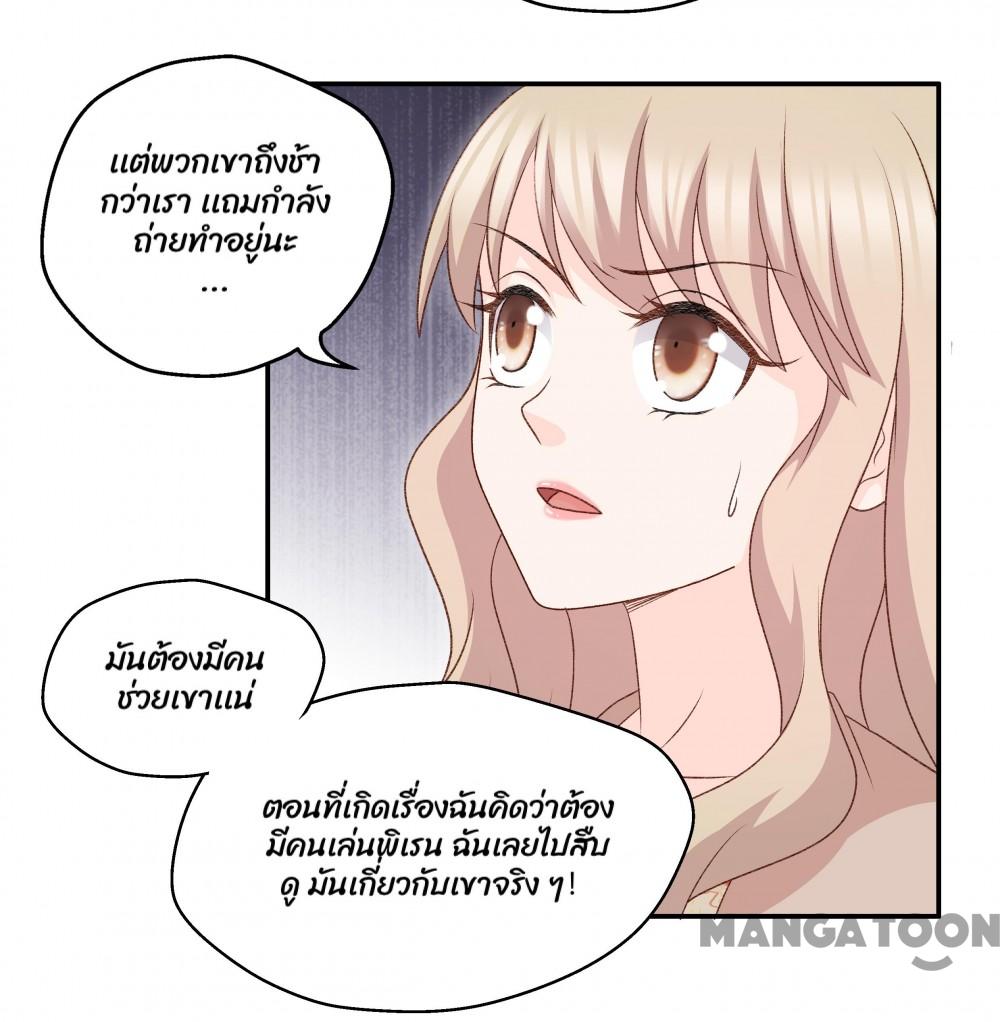 แต่พวกเขาถึงช้า
กว่าเรา แถมกำลัง
ถ่ายทำอยู่นะ
...
มันต้องมีคน
ช่วยเขาแน่
ตอนที่เกิดเรื่องฉันคิดว่าต้อง
มีคนเล่นพิเรน ฉันเลยไปสืบ
ดู มันเกี่ยวกับเขาจริง ๆ!
MANGATOON